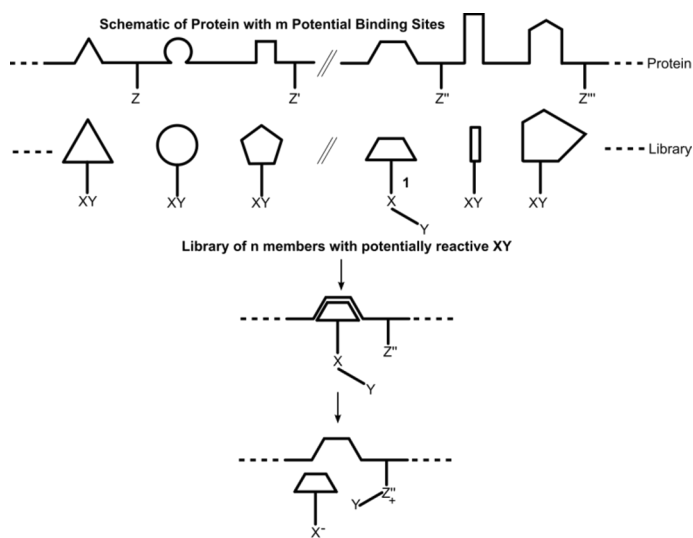 Schematic of Protein with m Potential Binding Sites
Protein
Z Z' Z" Z'"
Library
1
XY XY XY X XY XY
Y
Library of n members with potentially reactive XY
Z"
X
Y
Y Z"
+
X-